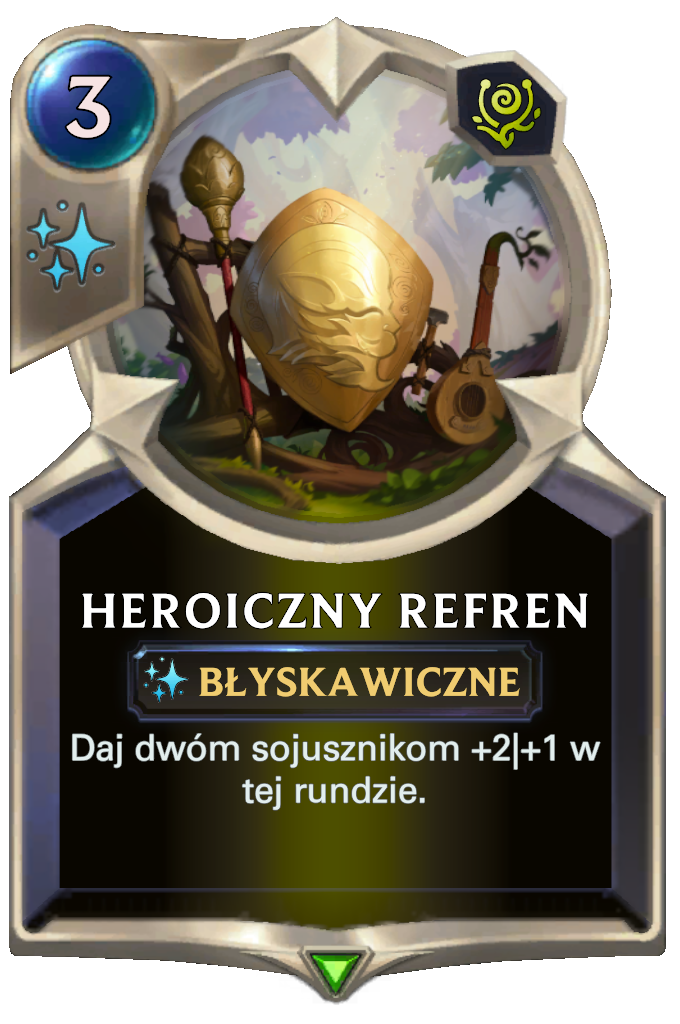 3
HEROICZNY REFREN
BŁYSKAWICZNE
Daj dwóm sojusznikom +2|+1 w
tej rundzie.